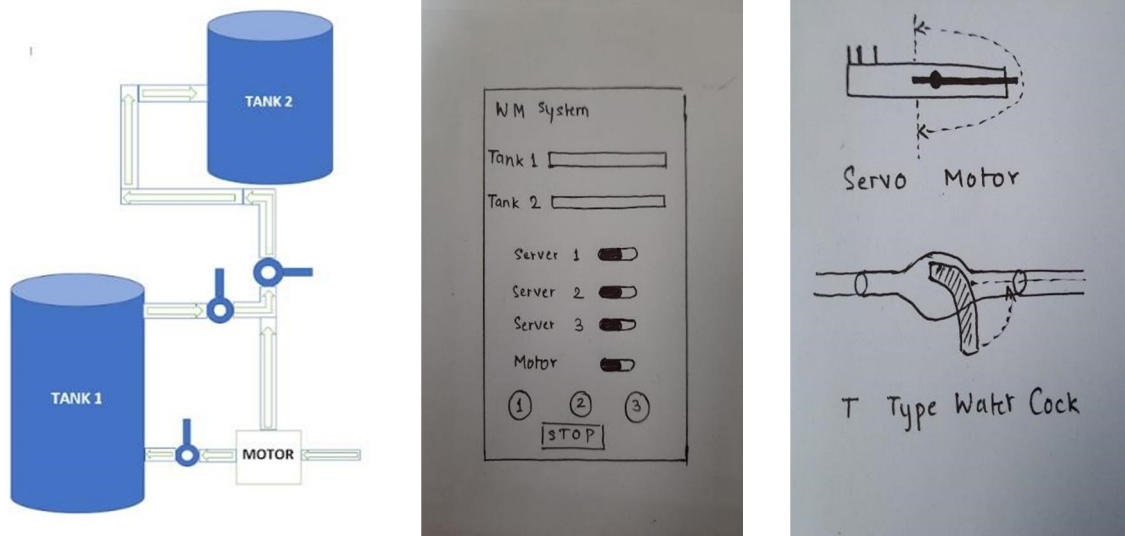 TANK 2
TANK 1
MOTOR
WM System
Tank 1
Tank 2
Server 1
Server 2
Server 3
Motor
1 2 3
STOP
Servo Motor
T Type Water Cock